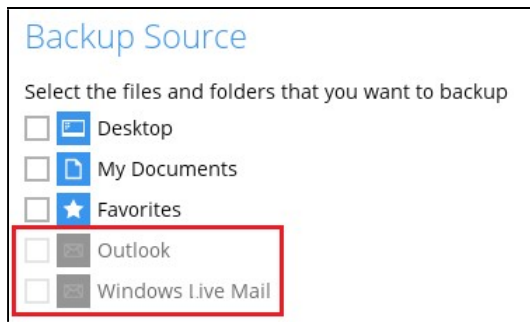 Backup Source
Select the files and folders that you want to backup
Desktop
My Documents
Favorites
Outlook
Windows Live Mail